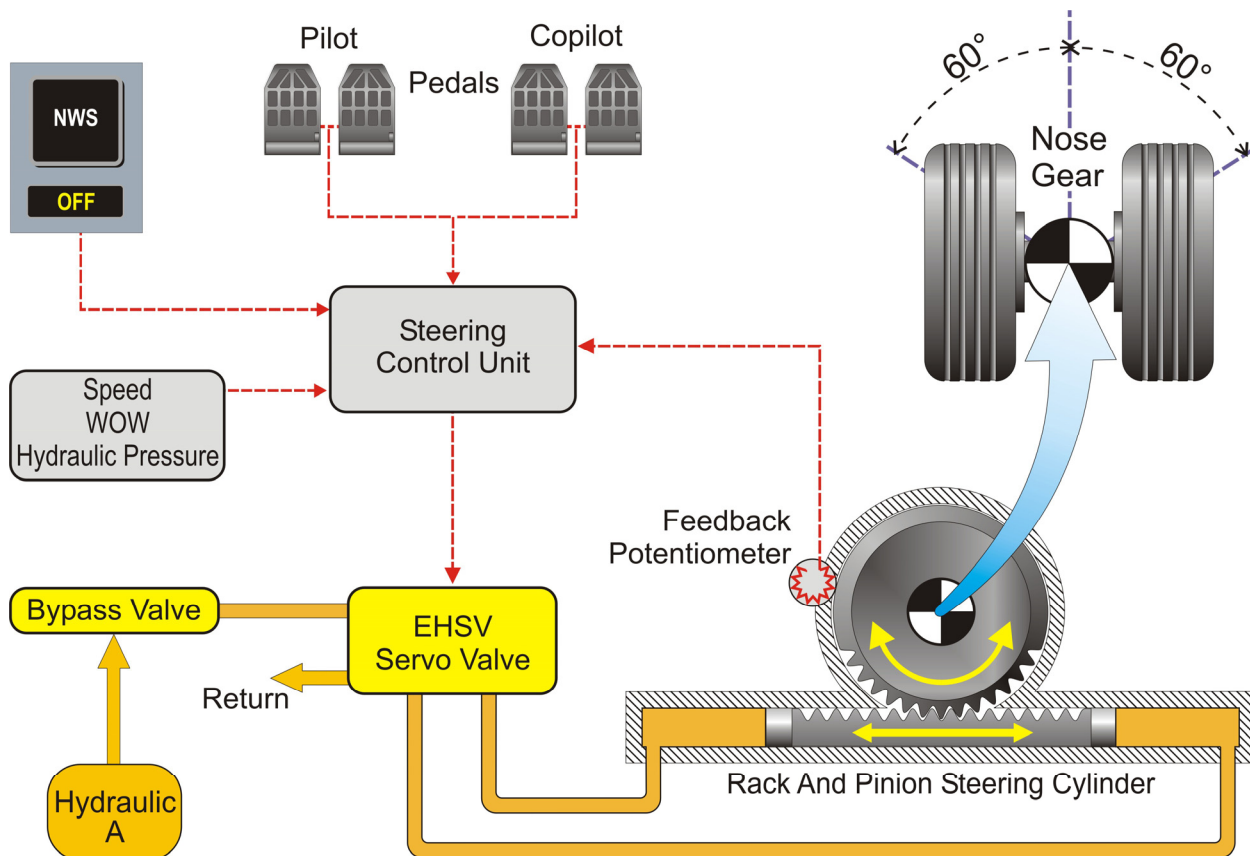 Pilot
Copilot
Pedals
NWS
OFF
60°
60°
Nose
Gear
Steering
Control Unit
Speed
WOW
Hydraulic Pressure
Feedback
Potentiometer
Bypass Valve
EHSV
Servo Valve
Return
Hydraulic
A
Rack And Pinion Steering Cylinder